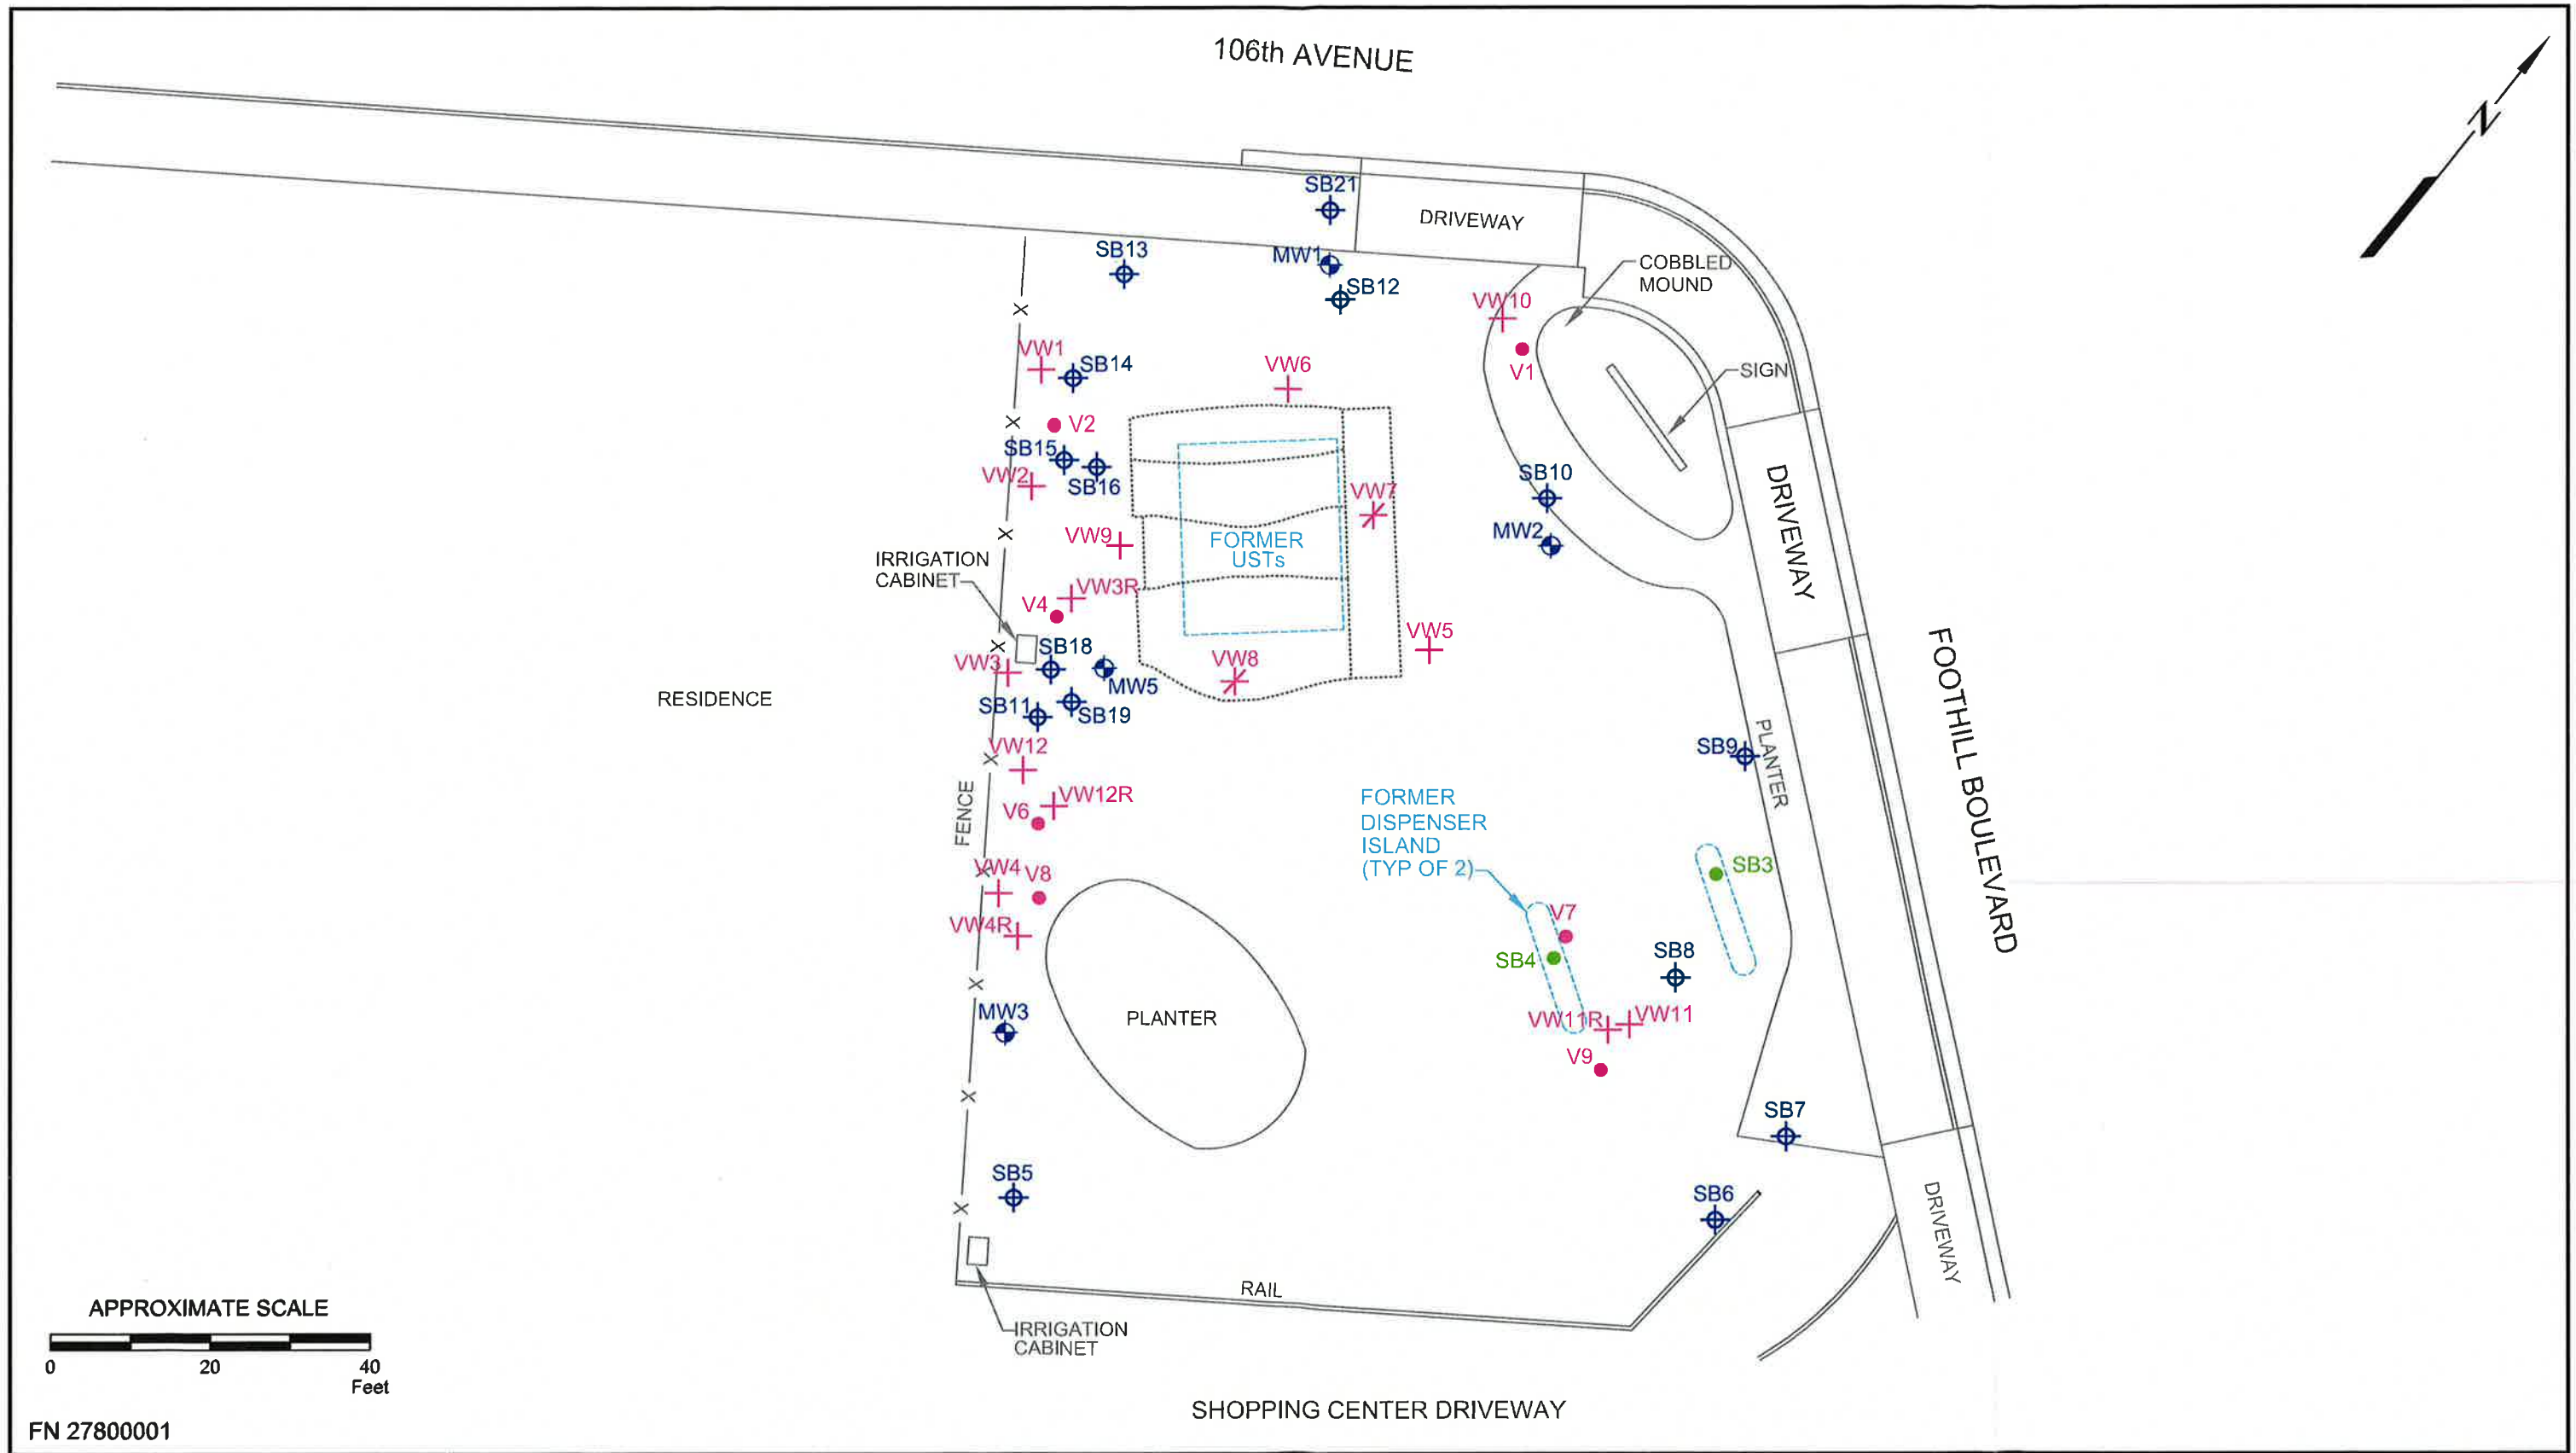 106th AVENUE
N
SB21
DRIVEWAY
SB13
MW1
SB12
COBBLED
MOUND
VW10
V1
SIGN
VW1
SB14
VW6
V2
SB15
SB16
VW2
SB10
VW7
MW2
DRIVEWAY
VW9
FORMER
USTs
IRRIGATION
CABINET
VW3R
V4
VW5
FOOTHILL BOULEVARD
SB18
VW3
VW8
MW5
RESIDENCE
SB11
SB19
VW12
SB9
PLANTER
FENCE
VW12R
V6
FORMER
DISPENSER
ISLAND
(TYP OF 2)
SB3
VW4
V8
VW4R
V7
SB4
SB8
MW3
PLANTER
VW11R
VW11
V9
SB7
SB5
SB6
DRIVEWAY
RAIL
IRRIGATION
CABINET
APPROXIMATE SCALE
0 20 40
Feet
SHOPPING CENTER DRIVEWAY
FN 27800001
X
X
X
X
X
X
X
X
X